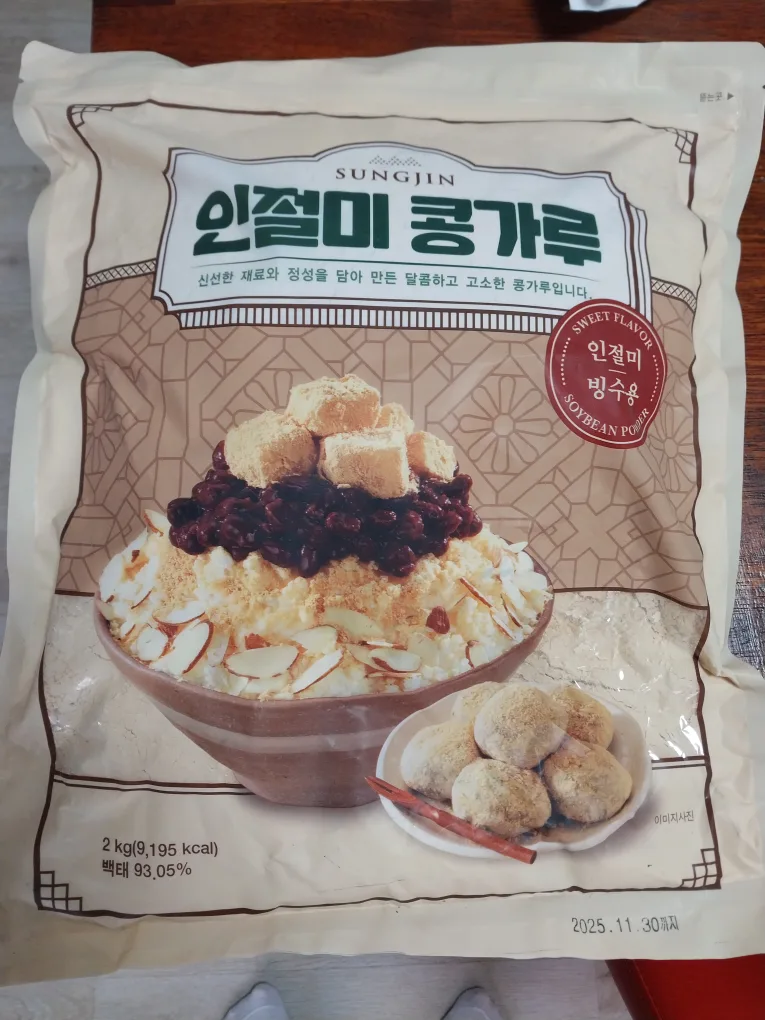 뜯는곳 ▶
SUNGJIN
인절미 콩가루
신선한 재료와 정성을 담아 만든 달콤하고 고소한 콩가루입니다.
SWEET FLAVOR
인절미
빙수용
SOYBEAN POWDER
이미지사진
2 kg(9,195 kcal)
백태 93.05%
2025.11.30까지